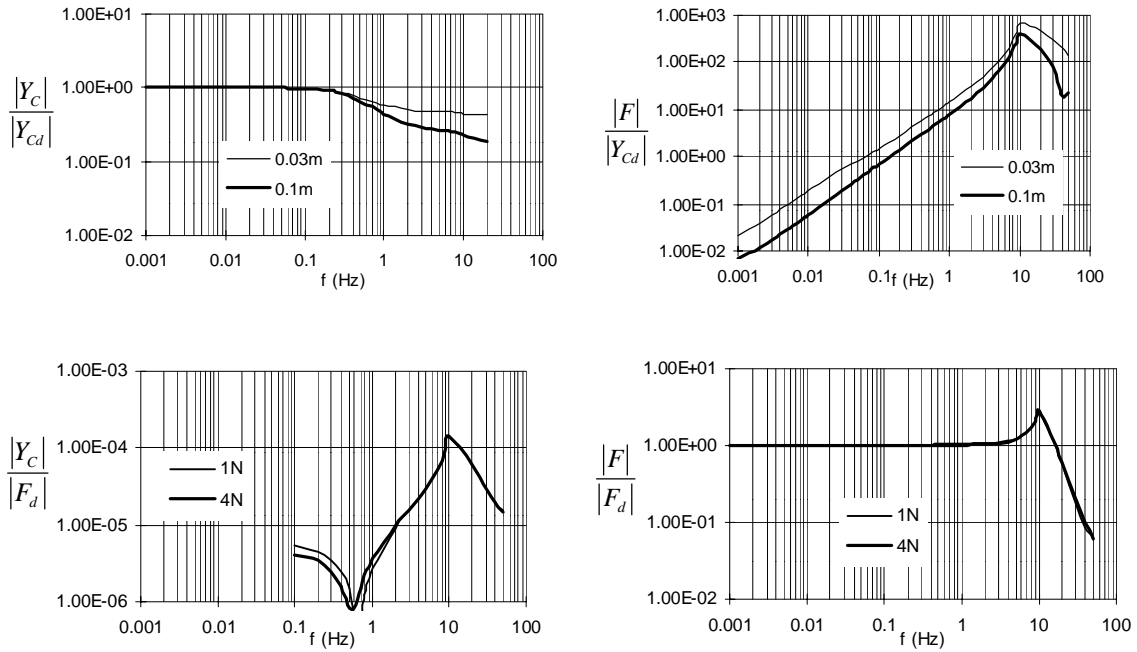 1.00E+01
1.00E+00
1.00E-01
1.00E-02
|Y_C|
|Y_Cd|
0.03m
0.1m
0.001 0.01 0.1 1 10 100
f (Hz)
1.00E+03
1.00E+02
1.00E+01
1.00E+00
1.00E-01
1.00E-02
|F|
|Y_Cd|
0.03m
0.1m
0.001 0.01 0.1 1 10 100
f (Hz)
1.00E-03
1.00E-04
1.00E-05
1.00E-06
|Y_C|
|F_d|
1N
4N
0.001 0.01 0.1 1 10 100
f (Hz)
1.00E+01
1.00E+00
1.00E-01
1.00E-02
|F|
|F_d|
1N
4N
0.001 0.01 0.1 1 10 100
f (Hz)